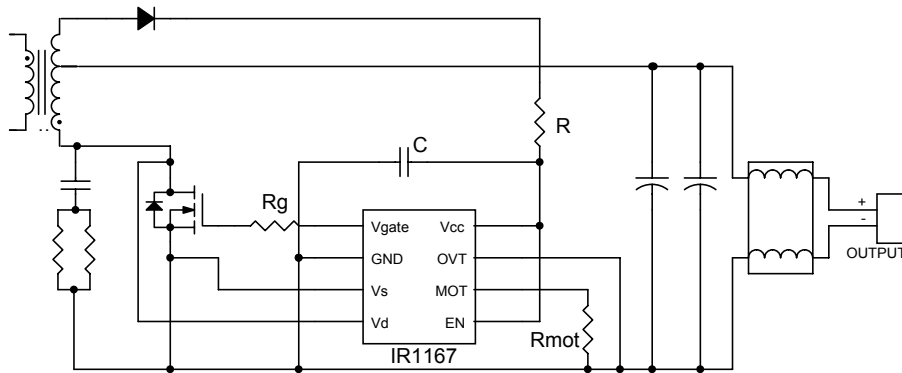 C
R
Rg
Vgate
Vcc
GND
OVT
Vs
MOT
Vd
EN
IR1167
Rmot
+
-
OUTPUT